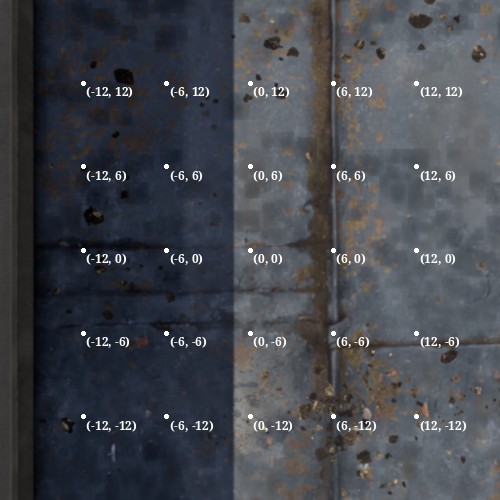 (-12, 12) (-6, 12) (0, 12) (6, 12) (12, 12)
(-12, 6) (-6, 6) (0, 6) (6, 6) (12, 6)
(-12, 0) (-6, 0) (0, 0) (6, 0) (12, 0)
(-12, -6) (-6, -6) (0, -6) (6, -6) (12, -6)
(-12, -12) (-6, -12) (0, -12) (6, -12) (12, -12)